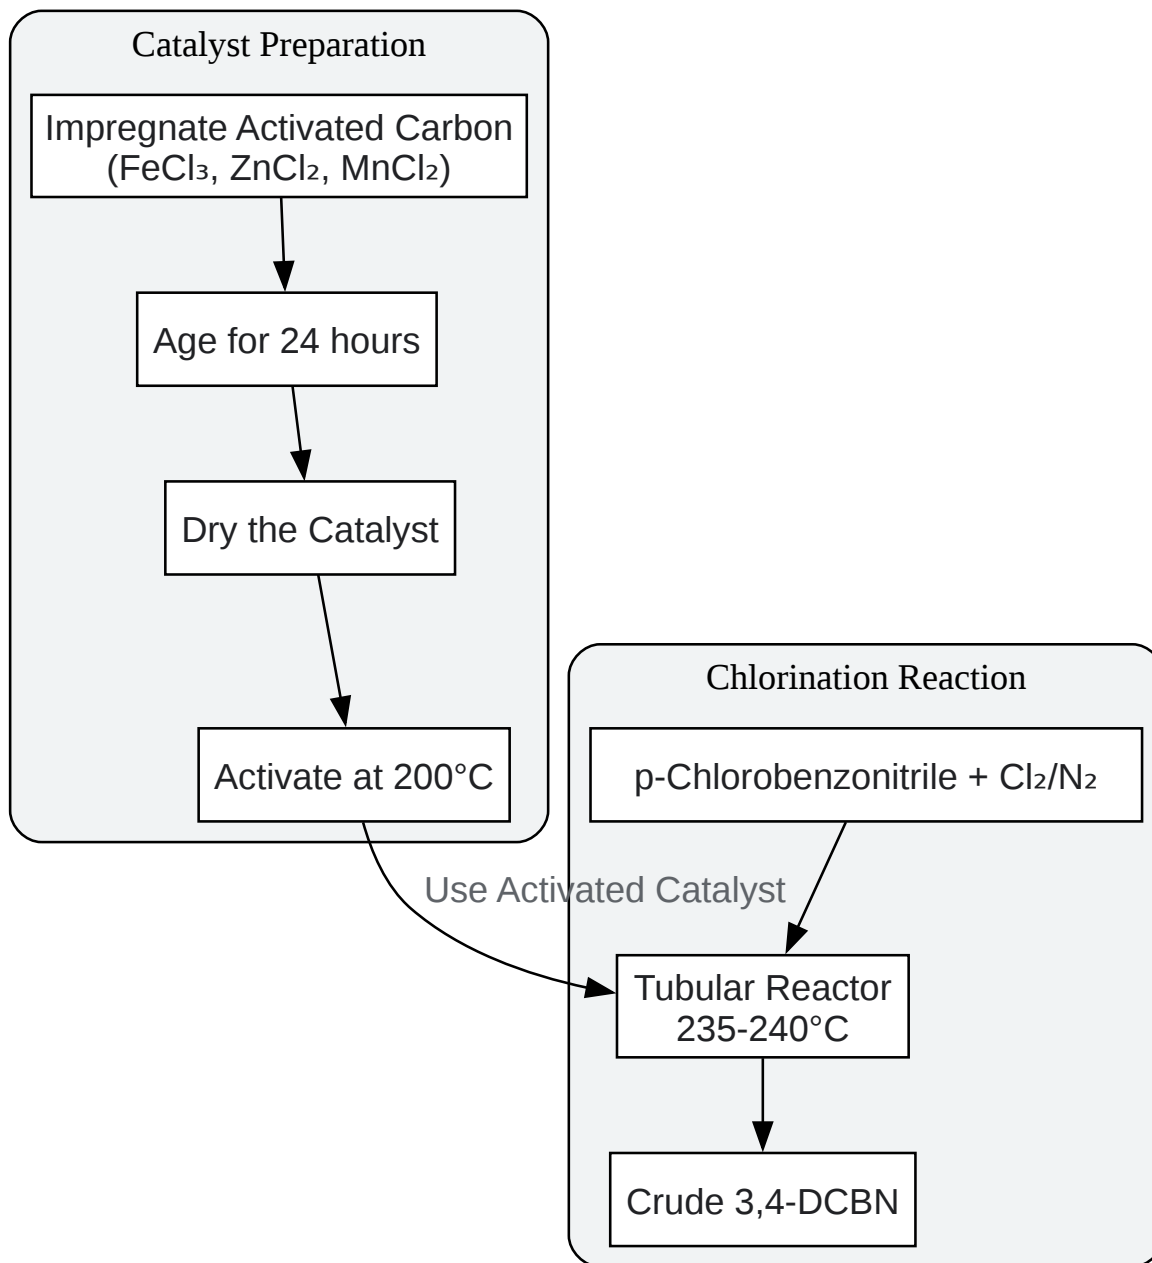 Catalyst Preparation
Impregnate Activated Carbon
(FeCl₃, ZnCl₂, MnCl₂)
Age for 24 hours
Dry the Catalyst
Activate at 200°C
Use Activated Catalyst
Chlorination Reaction
p-Chlorobenzonitrile + Cl₂/N₂
Tubular Reactor
235-240°C
Crude 3,4-DCBN